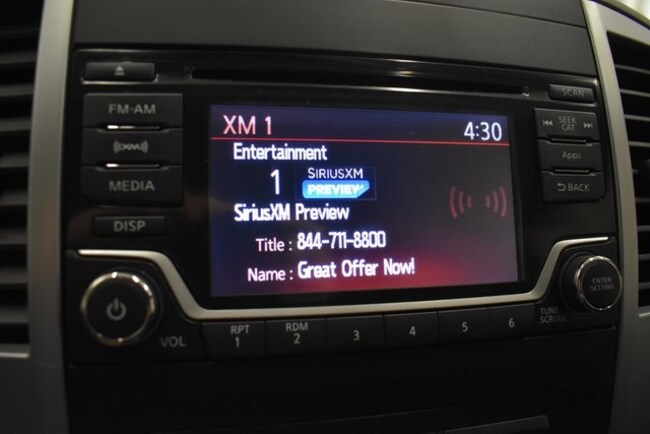 SCAN
FM-AM
XM 1
4:30
SEEK
CAT
Entertainment
((XM))
1
SIRIUSXM
PREVIEW
Apps
MEDIA
BACK
SiriusXM Preview
DISP
Title : 844-711-8800
Name : Great Offer Now!
ENTER
SETTING
TUNE
SCROLL
VOL
RPT
1
RDM
2
3
4
5
6